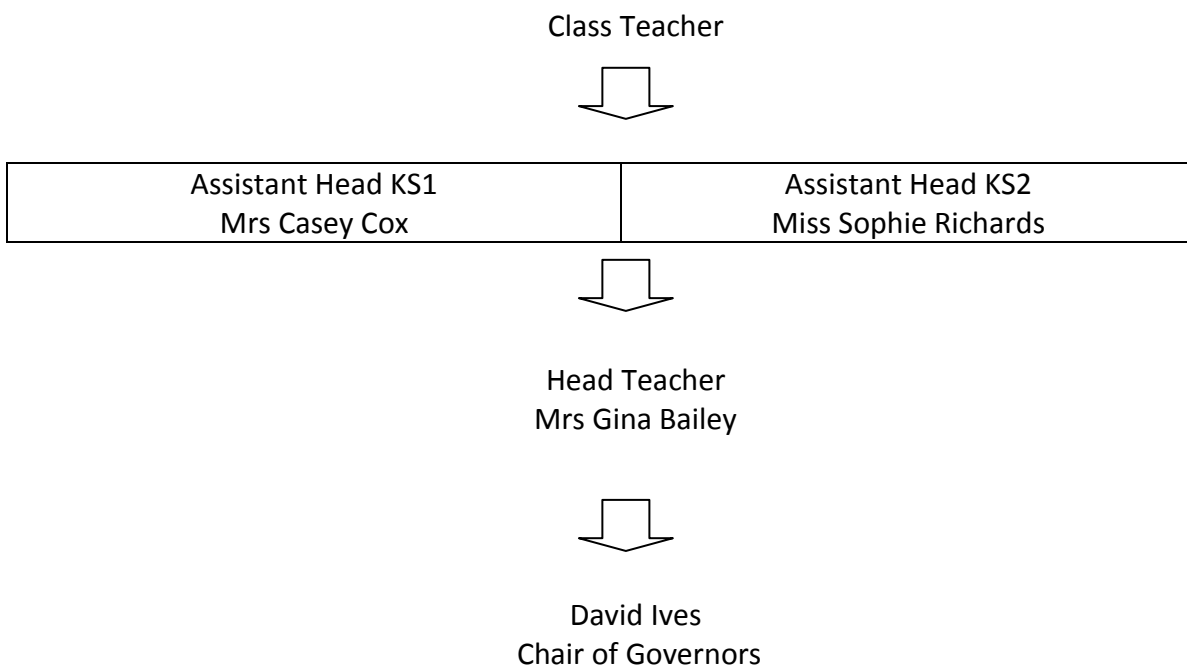 Class Teacher
Assistant Head KS1
Mrs Casey Cox
Assistant Head KS2
Miss Sophie Richards
Head Teacher
Mrs Gina Bailey
David Ives
Chair of Governors